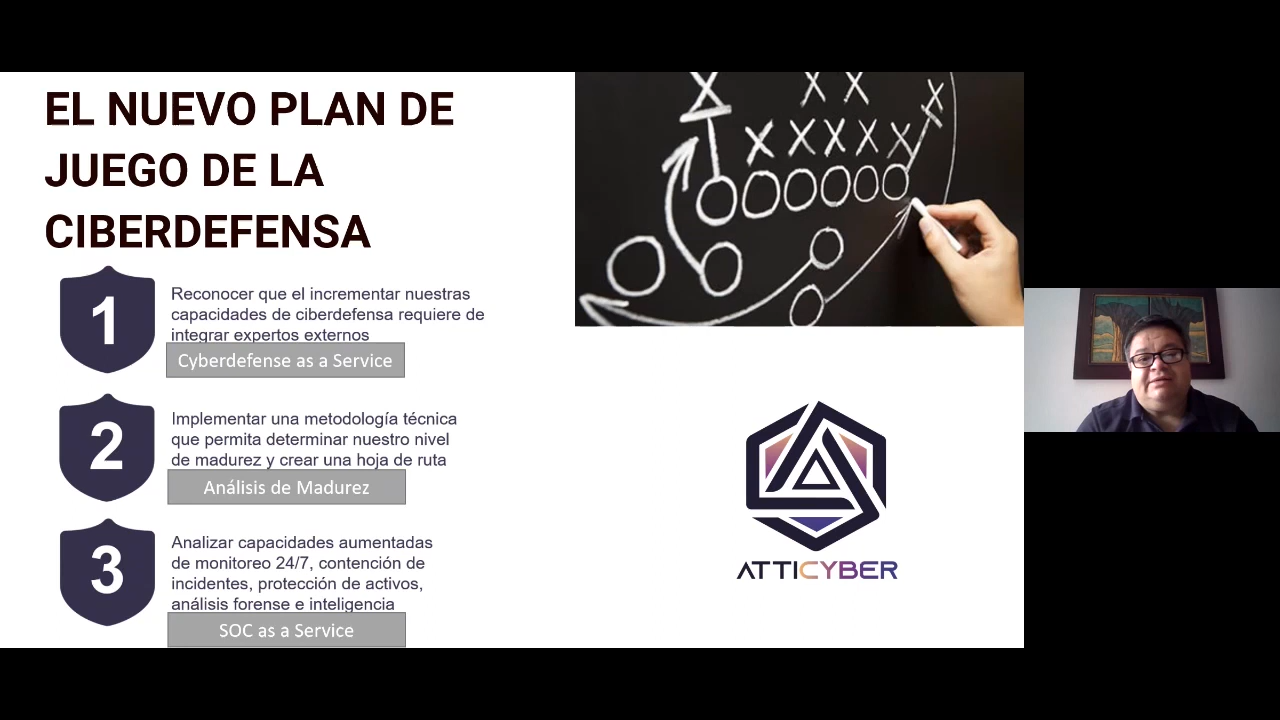 EL NUEVO PLAN DE
JUEGO DE LA
CIBERDEFENSA
1
Reconocer que el incrementar nuestras
capacidades de ciberdefensa requiere de
integrar expertos externos
Cyberdefense as a Service
2
Implementar una metodología técnica
que permita determinar nuestro nivel
de madurez y crear una hoja de ruta
Análisis de Madurez
3
Analizar capacidades aumentadas
de monitoreo 24/7, contención de
incidentes, protección de activos,
análisis forense e inteligencia
SOC as a Service
ATTICYBER